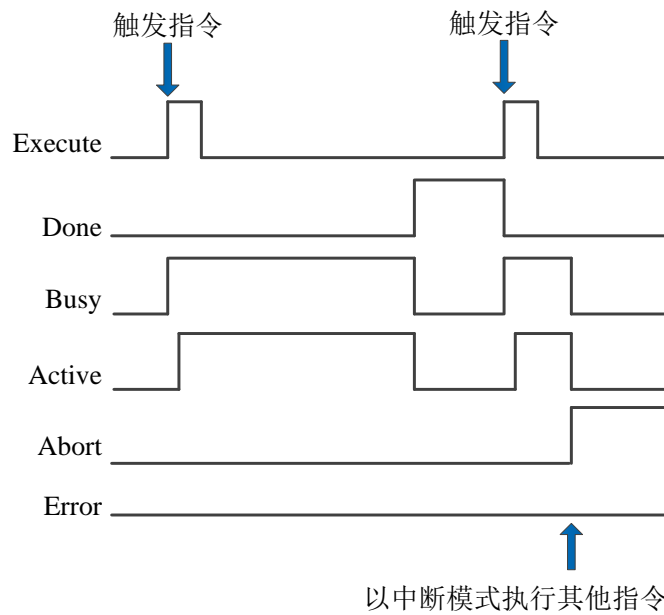 触发指令 触发指令
Execute
Done
Busy
Active
Abort
Error
以中断模式执行其他指令